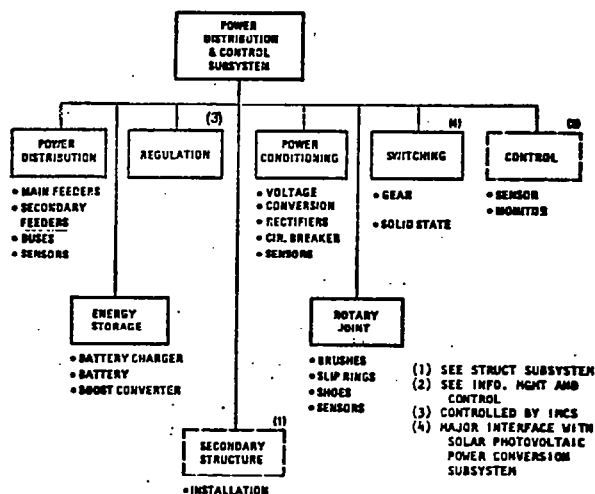 POWER
DISTRIBUTION
& CONTROL
SUBSYSTEM
POWER
DISTRIBUTION
• MAIN FEEDERS
• SECONDARY
FEEDERS
• BUSES
• SENSORS
(3)
REGULATION
POWER
CONDITIONING
• VOLTAGE
• CONVERSION
• RECTIFIERS
• CIR. BREAKER
• SENSORS
(4)
SWITCHING
• GEAR
• SOLID STATE
CONTROL
• SENSOR
• MONITOR
ENERGY
STORAGE
• BATTERY CHARGER
• BATTERY
• BOOST CONVERTER
ROTARY
JOINT
• BRUSHES
• SLIP RINGS
• SHOES
• SENSORS
(1)
SECONDARY
STRUCTURE
• INSTALLATION
(1) SEE STRUCT SUBSYSTEM
(2) SEE INFO. MGMT AND
CONTROL
(3) CONTROLLED BY IMCS
(4) MAJOR INTERFACE WITH
SOLAR PHOTOVOLTAIC
POWER CONVERSION
SUBSYSTEM